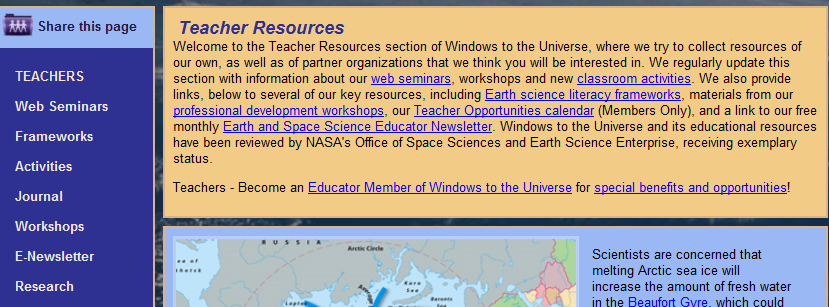 Share this page
TEACHERS
Web Seminars
Frameworks
Activities
Journal
Workshops
E-Newsletter
Research
Teacher Resources
Welcome to the Teacher Resources section of Windows to the Universe, where we try to collect resources of
our own, as well as of partner organizations that we think you will be interested in. We regularly update this
section with information about our web seminars, workshops and new classroom activities. We also provide
links, below to several of our key resources, including Earth science literacy frameworks, materials from our
professional development workshops, our Teacher Opportunities calendar (Members Only), and a link to our free
monthly Earth and Space Science Educator Newsletter. Windows to the Universe and its educational resources
have been reviewed by NASA's Office of Space Sciences and Earth Science Enterprise, receiving exemplary
status.
Teachers - Become an Educator Member of Windows to the Universe for special benefits and opportunities!
RUSSIA
Arctic Circle
Sea of
Kara
Sea
Barents
Sea
Scientists are concerned that
melting Arctic sea ice will
increase the amount of fresh water
in the Beaufort Gyre, which could